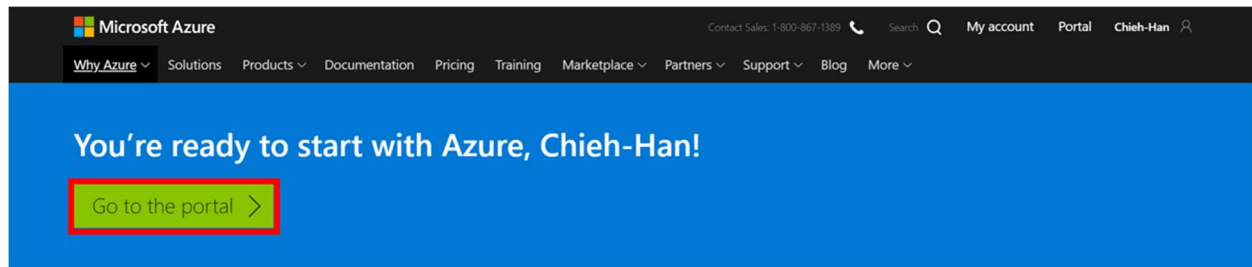 Microsoft Azure
Contact Sales: 1-800-867-1389 Search My account Portal Chieh-Han
Why Azure Solutions Products Documentation Pricing Training Marketplace Partners Support Blog More
You're ready to start with Azure, Chieh-Han!
Go to the portal